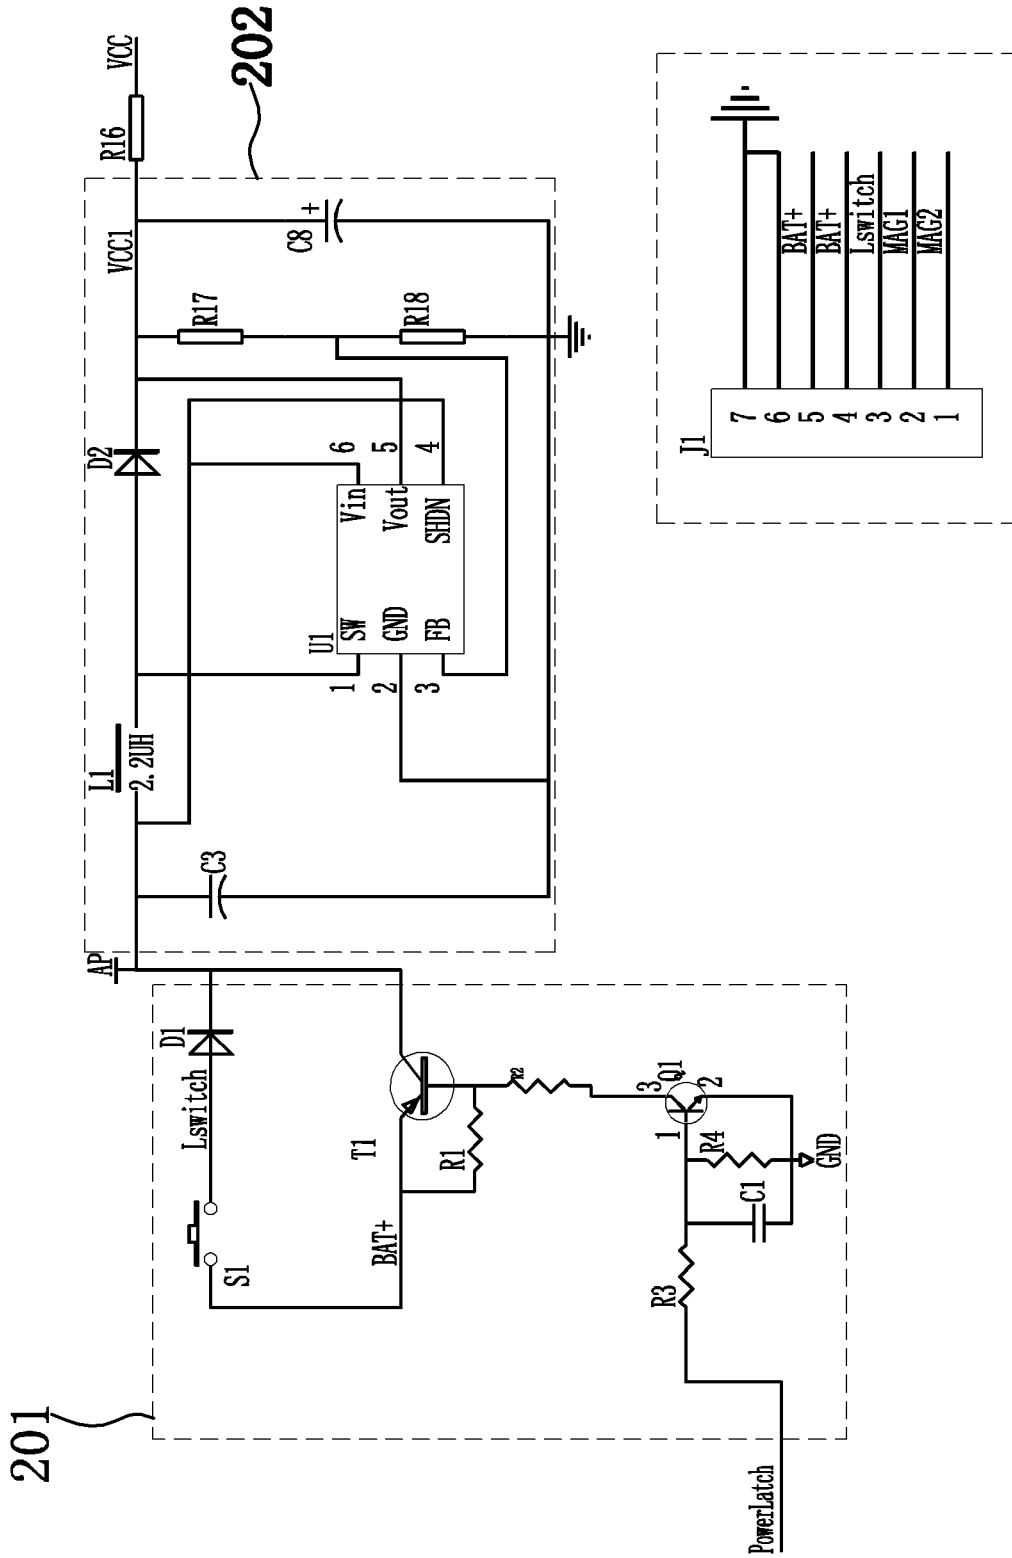 201
202
PowerLatch
R3
C1
R4
GND
1
3
Q1
2
R2
R1
T1
BAT+
S1
Lswitch
D1
AP
C3
L1
2.2UH
U1
1
SW
2
GND
3
FB
Vin
6
Vout
5
SHDN
4
D2
R17
R18
C8
+
VCC1
R16
VCC
J1
7
6
5
4
3
2
1
BAT+
BAT+
Lswitch
MAG1
MAG2